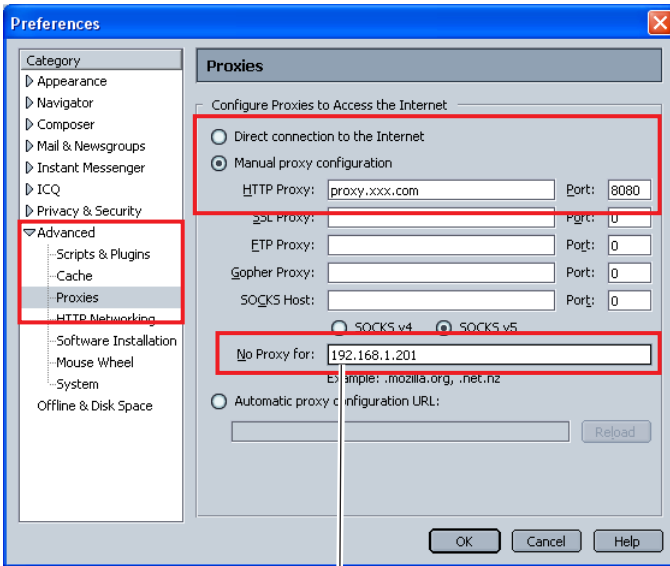 Preferences
Category
Appearance
Navigator
Composer
Mail & Newsgroups
Instant Messenger
ICQ
Privacy & Security
Advanced
Scripts & Plugins
Cache
Proxies
HTTP Networking
Software Installation
Mouse Wheel
System
Offline & Disk Space
Proxies
Configure Proxies to Access the Internet
Direct connection to the Internet
Manual proxy configuration
HTTP Proxy: proxy.xxx.com Port: 8080
SSL Proxy: Port: 0
FTP Proxy: Port: 0
Gopher Proxy: Port: 0
SOCKS Host: Port: 0
SOCKS v4 SOCKS v5
No Proxy for: 192.168.1.201
Example: .mozilla.org, .net.nz
Automatic proxy configuration URL:
Reload
OK Cancel Help